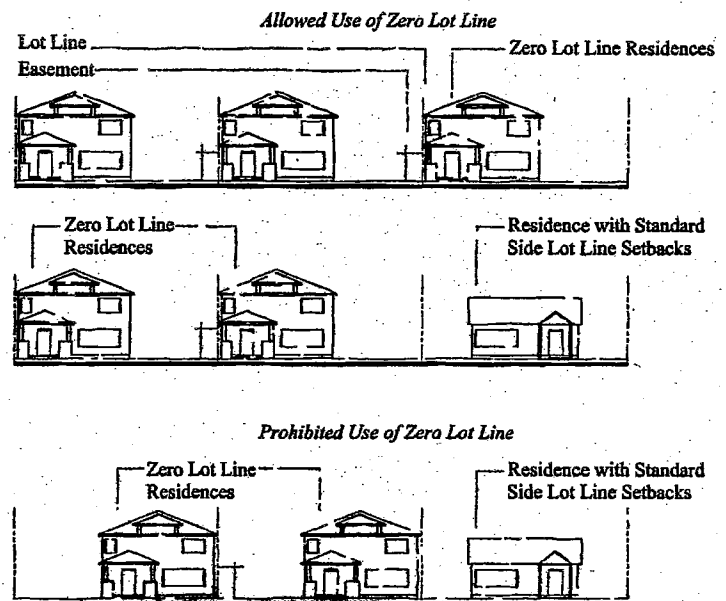 Allowed Use of Zero Lot Line
Lot Line
Zero Lot Line Residences
Easement
Zero Lot Line
Residences
Residence with Standard
Side Lot Line Setbacks
Prohibited Use of Zero Lot Line
Zero Lot Line
Residences
Residence with Standard
Side Lot Line Setbacks